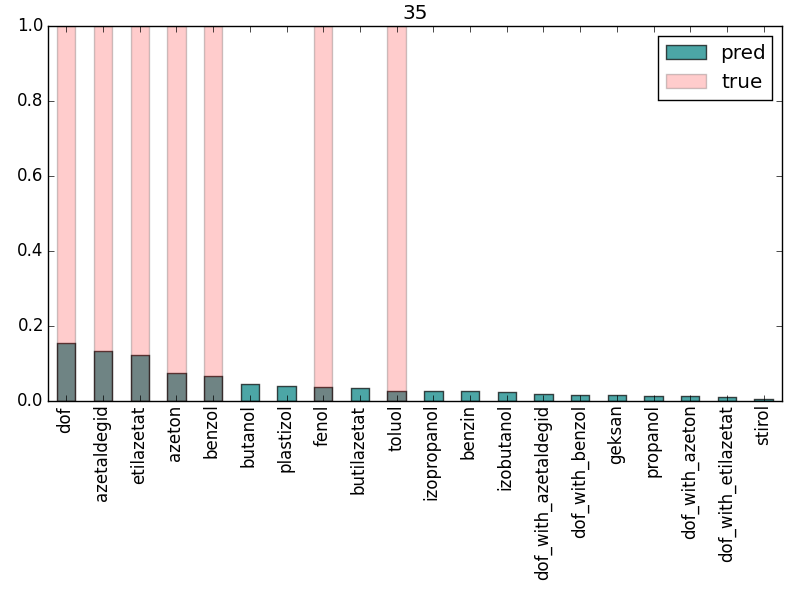 35
1.0
0.8
0.6
0.4
0.2
0.0
pred
true
dof
azetaldegid
etilazetat
azeton
benzol
butanol
plastizol
fenol
butilazetat
toluol
izopropanol
benzin
izobutanol
dof_with_azetaldegid
dof_with_benzol
geksan
propanol
dof_with_azeton
dof_with_etilazetat
stirol